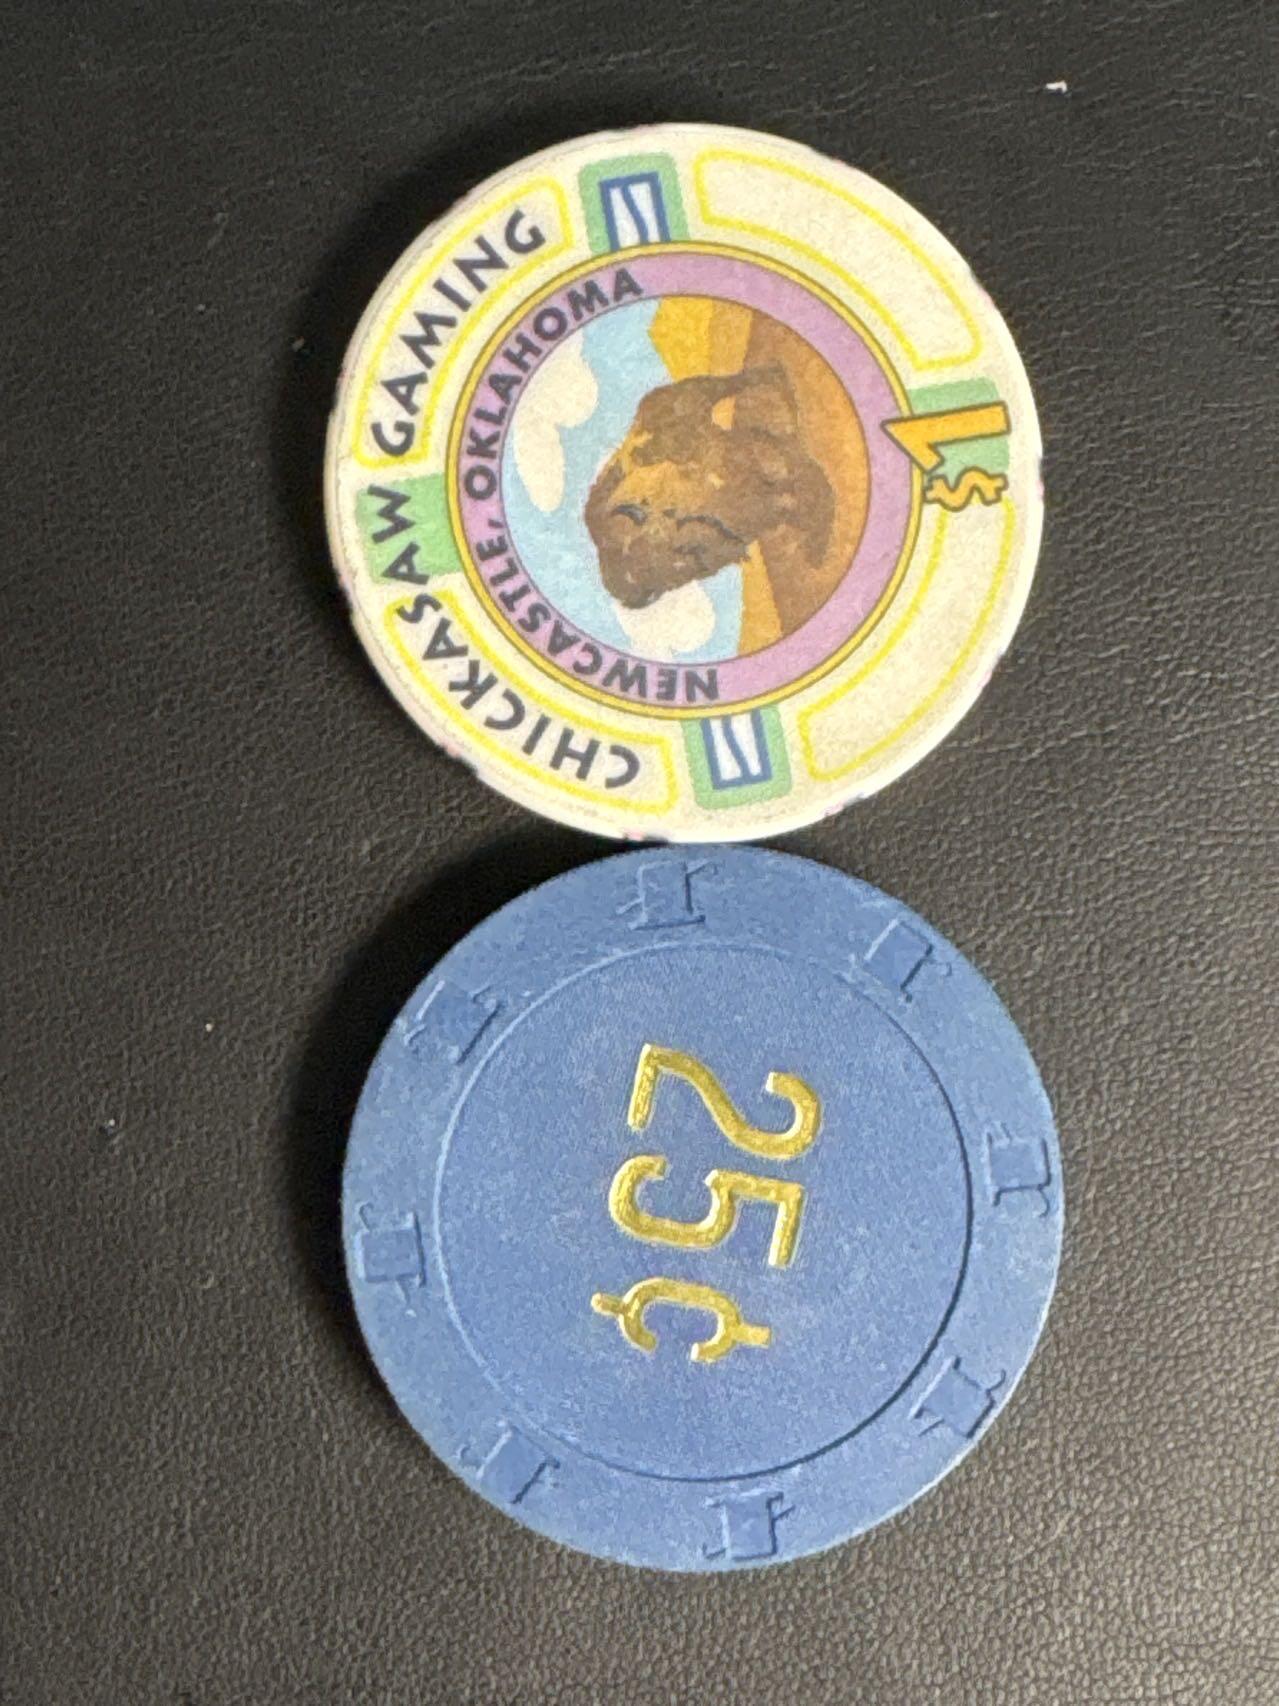 CHICKASAW GAMING
NEWCASTLE, OKLAHOMA
$1
25¢